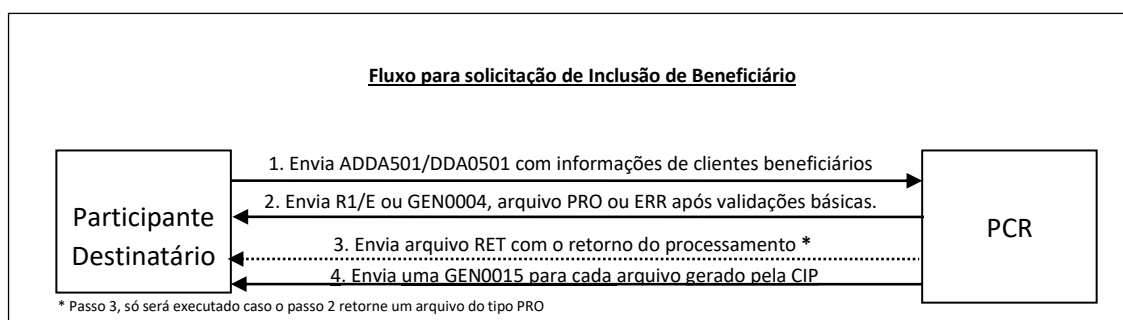 Fluxo para solicitação de Inclusão de Beneficiário
1. Envia ADDA501/DDA0501 com informações de clientes beneficiários
2. Envia R1/E ou GEN0004, arquivo PRO ou ERR após validações básicas.
Participante
Destinatário
PCR
3. Envia arquivo RET com o retorno do processamento *
4. Envia uma GEN0015 para cada arquivo gerado pela CIP
* Passo 3, só será executado caso o passo 2 retorne um arquivo do tipo PRO